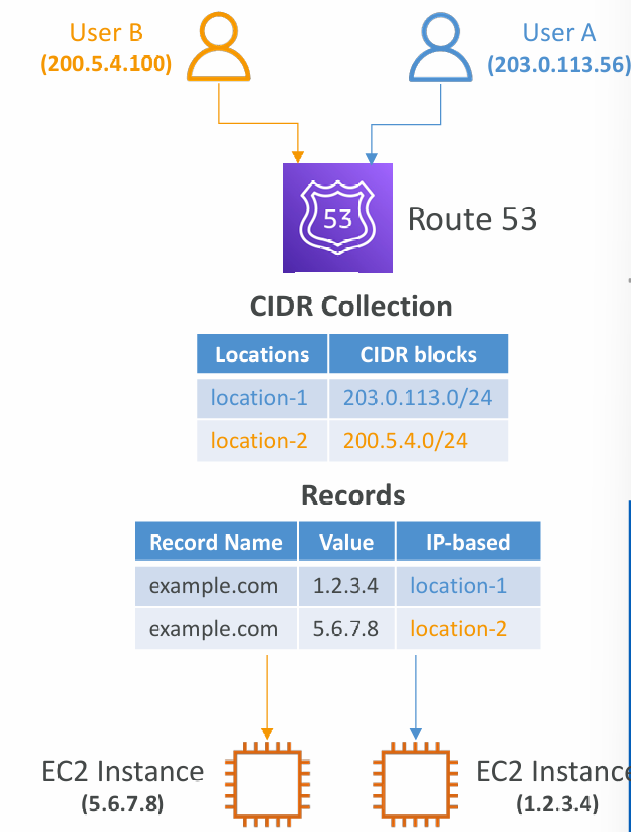 User B
(200.5.4.100)
User A
(203.0.113.56)
53
Route 53
CIDR Collection
Locations CIDR blocks
location-1 203.0.113.0/24
location-2 200.5.4.0/24
Records
Record Name Value IP-based
example.com 1.2.3.4 location-1
example.com 5.6.7.8 location-2
EC2 Instance
(5.6.7.8)
EC2 Instance
(1.2.3.4)